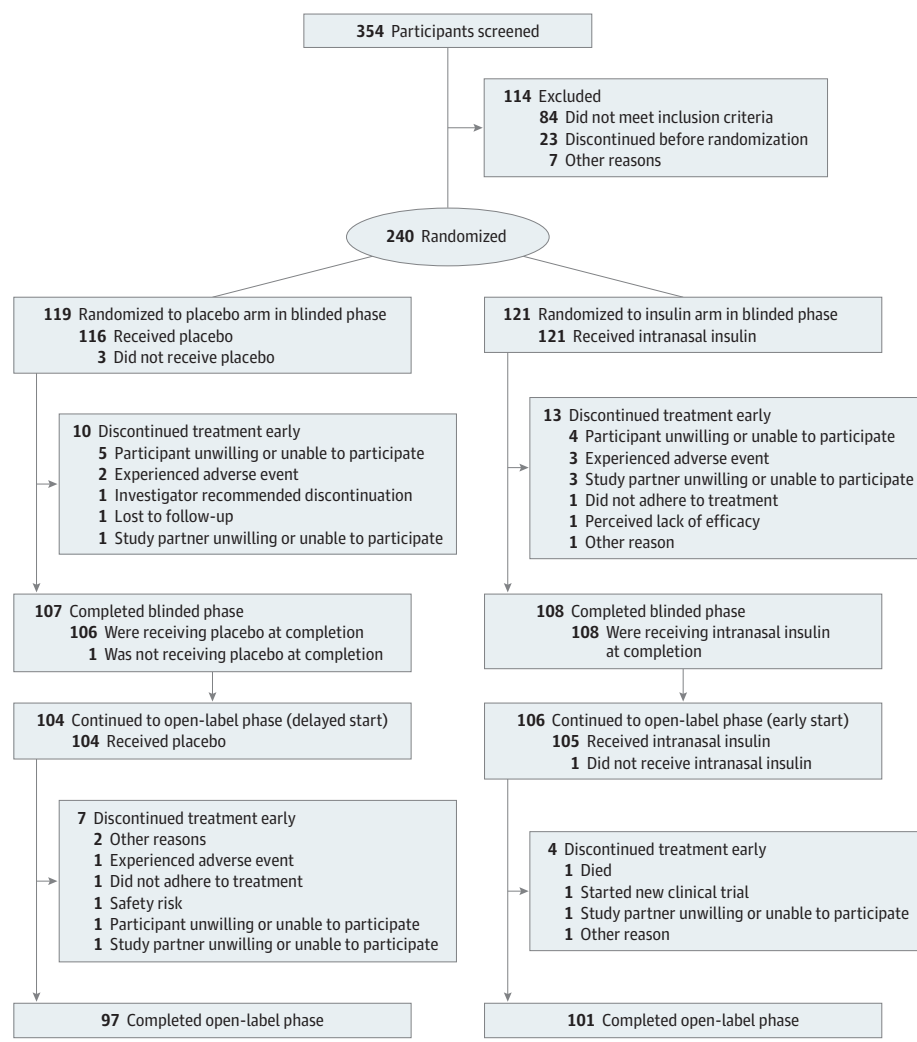 354 Participants screened
114 Excluded
84 Did not meet inclusion criteria
23 Discontinued before randomization
7 Other reasons
240 Randomized
119 Randomized to placebo arm in blinded phase
116 Received placebo
3 Did not receive placebo
121 Randomized to insulin arm in blinded phase
121 Received intranasal insulin
10 Discontinued treatment early
5 Participant unwilling or unable to participate
2 Experienced adverse event
1 Investigator recommended discontinuation
1 Lost to follow-up
1 Study partner unwilling or unable to participate
13 Discontinued treatment early
4 Participant unwilling or unable to participate
3 Experienced adverse event
3 Study partner unwilling or unable to participate
1 Did not adhere to treatment
1 Perceived lack of efficacy
1 Other reason
107 Completed blinded phase
106 Were receiving placebo at completion
1 Was not receiving placebo at completion
108 Completed blinded phase
108 Were receiving intranasal insulin
at completion
104 Continued to open-label phase (delayed start)
104 Received placebo
106 Continued to open-label phase (early start)
105 Received intranasal insulin
1 Did not receive intranasal insulin
7 Discontinued treatment early
2 Other reasons
1 Experienced adverse event
1 Did not adhere to treatment
1 Safety risk
1 Participant unwilling or unable to participate
1 Study partner unwilling or unable to participate
4 Discontinued treatment early
1 Died
1 Started new clinical trial
1 Study partner unwilling or unable to participate
1 Other reason
97 Completed open-label phase
101 Completed open-label phase